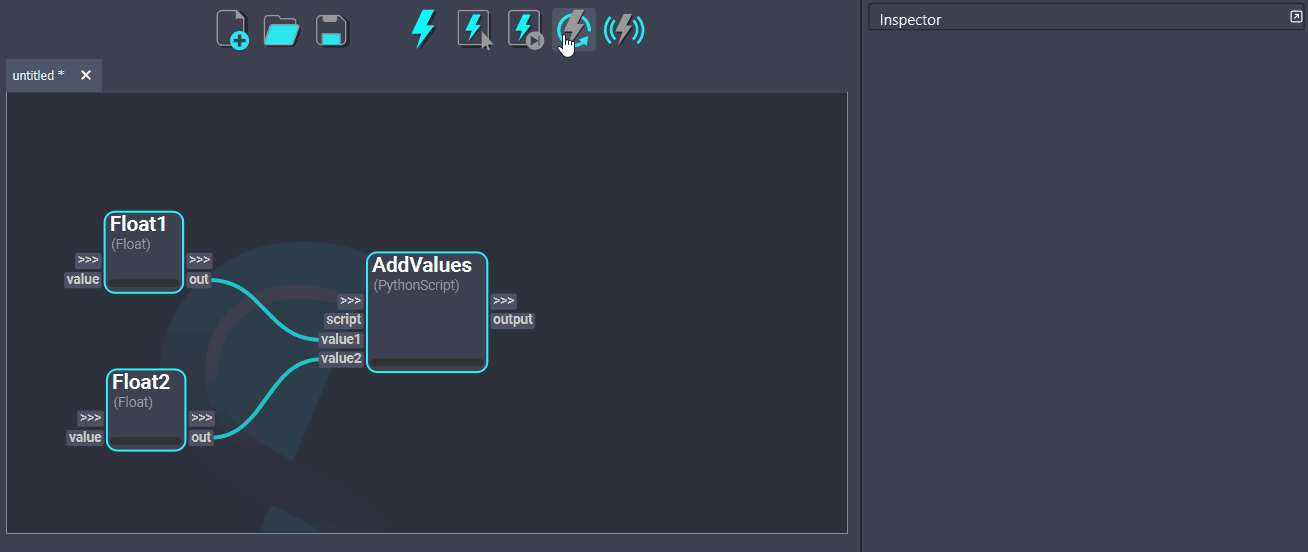 Inspector
untitled *
Float1
(Float)
>>> >>>
value out
AddValues
(PythonScript)
>>> >>>
script output
value1
value2
Float2
(Float)
>>> >>>
value out